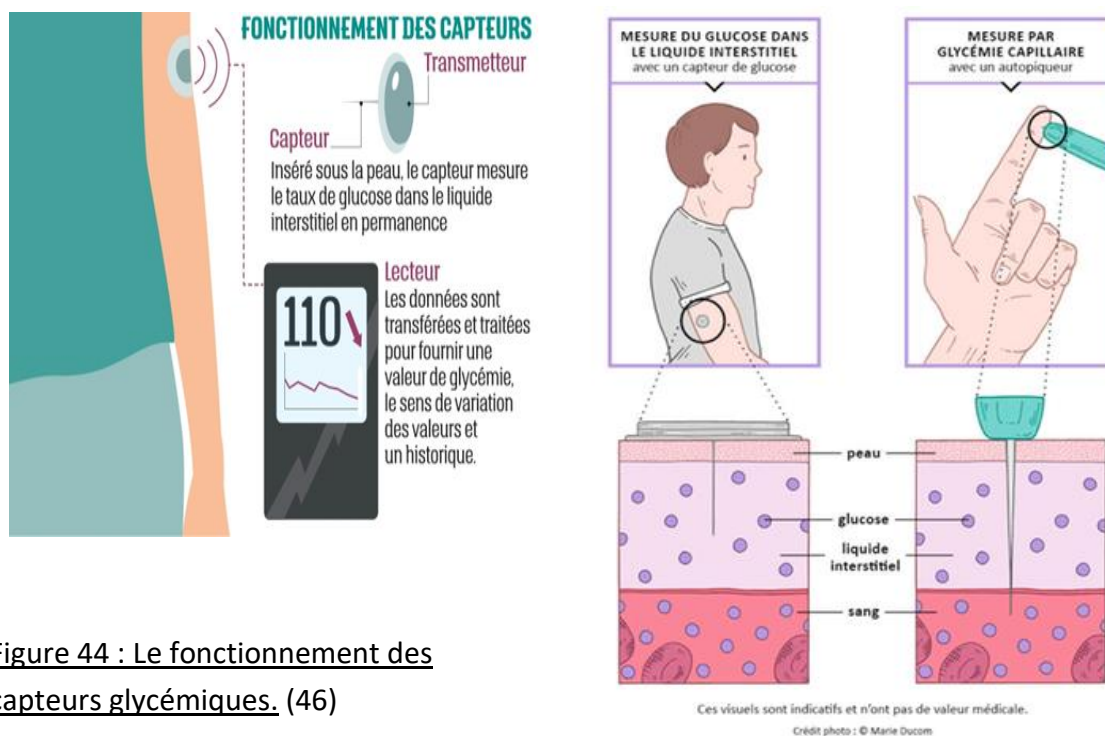 FONCTIONNEMENT DES CAPTEURS
Transmetteur
Capteur
Inséré sous la peau, le capteur mesure
le taux de glucose dans le liquide
interstitiel en permanence
Lecteur
Les données sont
transférées et traitées
pour fournir une
valeur de glycémie,
le sens de variation
des valeurs et
un historique.
110
Figure 44 : Le fonctionnement des
capteurs glycémiques. (46)
MESURE DU GLUCOSE DANS
LE LIQUIDE INTERSTITIEL
avec un capteur de glucose
MESURE PAR
GLYCÉMIE CAPILLAIRE
avec un autopiqueur
peau
glucose
liquide
interstitiel
sang
Ces visuels sont indicatifs et n'ont pas de valeur médicale.
Crédit photo : © Marie Ducom